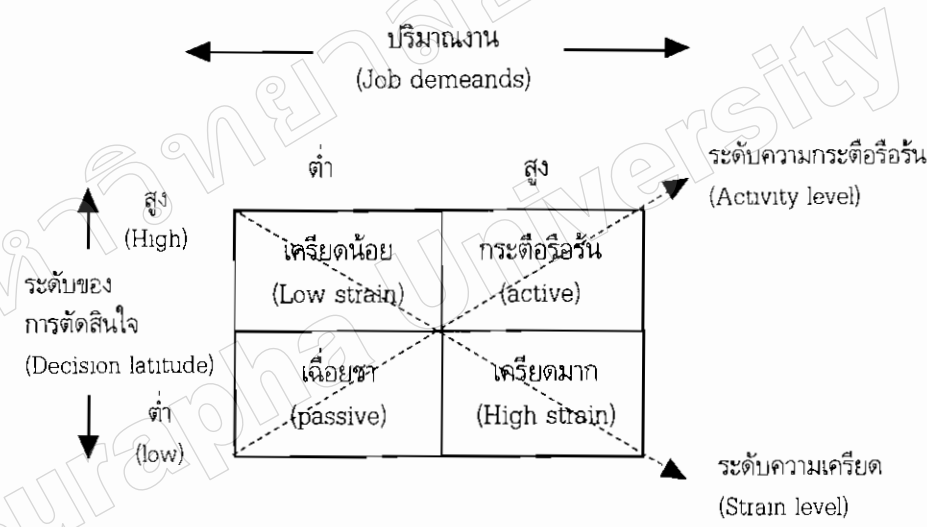 ปริมาณงาน
(Job demeands)
ต่ำ
สูง
ระดับความกระตือรือร้น
(Activity level)
สูง
(High)
ระดับของ
การตัดสินใจ
(Decision latitude)
ต่ำ
(low)
เครียดน้อย
(Low strain)
กระตือรือร้น
(active)
เฉื่อยชา
(passive)
เครียดมาก
(High strain)
ระดับความเครียด
(Strain level)
Burapha University